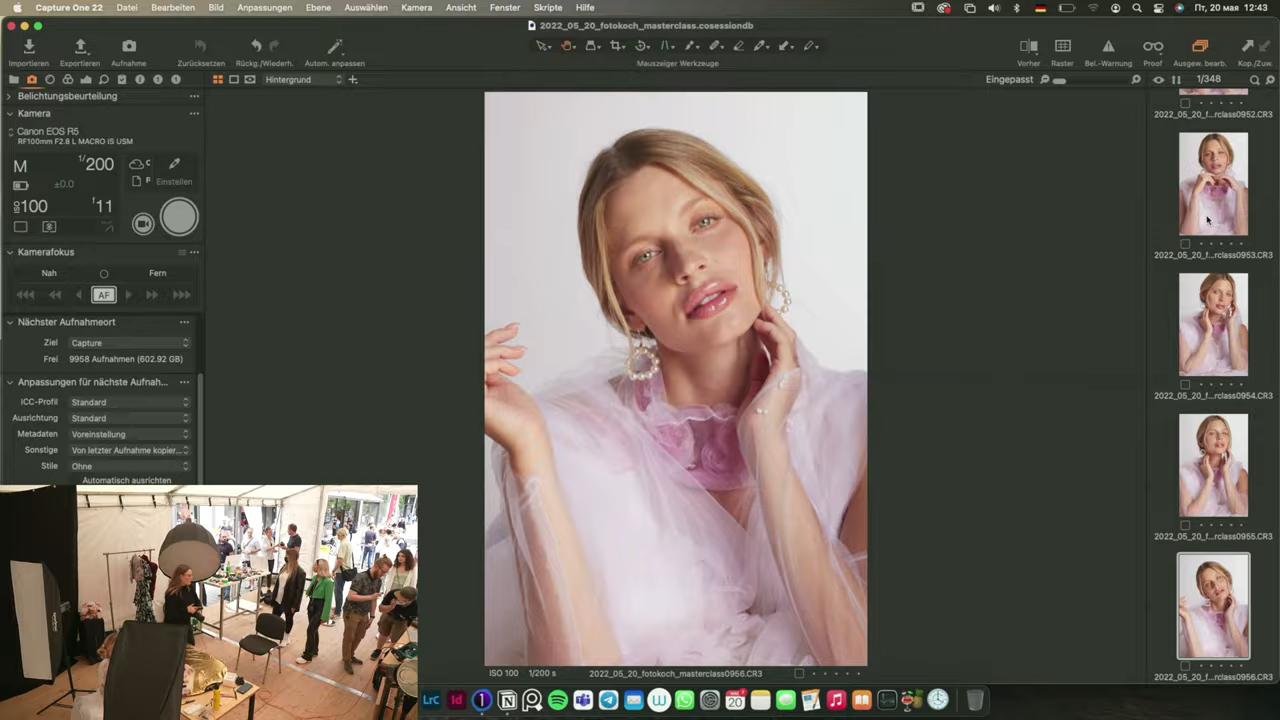 Capture One 22 Datei Bearbeiten Bild Anpassungen Ebene Auswählen Kamera Ansicht Fenster Skripte Hilfe Пт, 20 мая 12:43
2022_05_20_fotokoch_masterclass.cosessiondb
Importieren Exportieren Aufnahme Zurücksetzen Rückg./Wiederh. Autom. anpassen Mauszeiger Werkzeuge Vorher Raster Bel.-Warnung Proof Ausgew. bearb. Kop./Zuw.
Hintergrund Eingepasst 1/348
Belichtungsbeurteilung
Kamera
Canon EOS R5
RF100mm F2.8 L MACRO IS USM
M 1/200 C
±0.0 F Einstellen
ISO 100 f 11
Kamerafokus
Nah Fern
AF
Nächster Aufnahmeort
Ziel Capture
Frei 9958 Aufnahmen (602.92 GB)
Anpassungen für nächste Aufnah...
ICC-Profil Standard
Ausrichtung Standard
Metadaten Voreinstellung
Sonstige Von letzter Aufnahme kopier...
Stile Ohne
Automatisch ausrichten
2022_05_20_f...rclass0952.CR3
2022_05_20_f...rclass0953.CR3
2022_05_20_f...rclass0954.CR3
2022_05_20_f...rclass0955.CR3
2022_05_20_f...rclass0956.CR3
ISO 100 1/200 s 2022_05_20_fotokoch_masterclass0956.CR3
Lrc Id 20